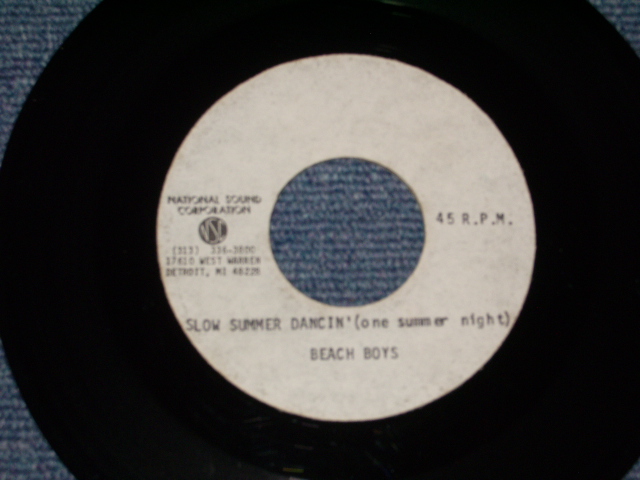 NATIONAL SOUND
CORPORATION
(313) 336-3800
17810 WEST WARREN
DETROIT, MI 48228
45 R.P.M.
SLOW SUMMER DANCIN'(one summer night)
BEACH BOYS